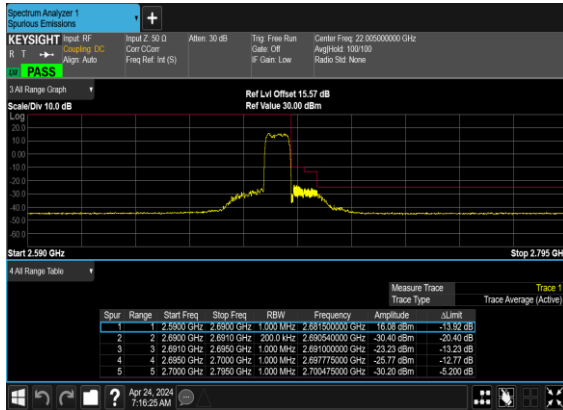 Spectrum Analyzer 1
Spurious Emissions
+
KEYSIGHT Input: RF Input Z: 50 Ω Atten: 30 dB Trig: Free Run Center Freq: 22.005000000 GHz
R T Coupling: DC Corr CCorr Gate: Off Avg|Hold: 100/100
Align: Auto Freq Ref: Int (S) IF Gain: Low Radio Std: None
PASS
3 All Range Graph
Ref Lvl Offset 15.57 dB
Scale/Div 10.0 dB Ref Value 30.00 dBm
Log
20.0
10.0
0.00
-10.0
-20.0
-30.0
-40.0
-50.0
-60.0
Start 2.590 GHz Stop 2.795 GH
4 All Range Table
Measure Trace Trace 1
Trace Type Trace Average (Active)
Spur Range Start Freq Stop Freq RBW Frequency Amplitude ΔLimit
1 1 2.5900 GHz 2.6900 GHz 1.000 MHz 2.681500000 GHz 16.08 dBm -13.92 dB
2 2 2.6900 GHz 2.6910 GHz 200.0 kHz 2.690540000 GHz -30.40 dBm -20.40 dB
3 3 2.6910 GHz 2.6950 GHz 1.000 MHz 2.691000000 GHz -23.23 dBm -13.23 dB
4 4 2.6950 GHz 2.7000 GHz 1.000 MHz 2.697775000 GHz -25.77 dBm -12.77 dB
5 5 2.7000 GHz 2.7950 GHz 1.000 MHz 2.700475000 GHz -30.20 dBm -5.200 dB
? Apr 24, 2024
7:16:25 AM